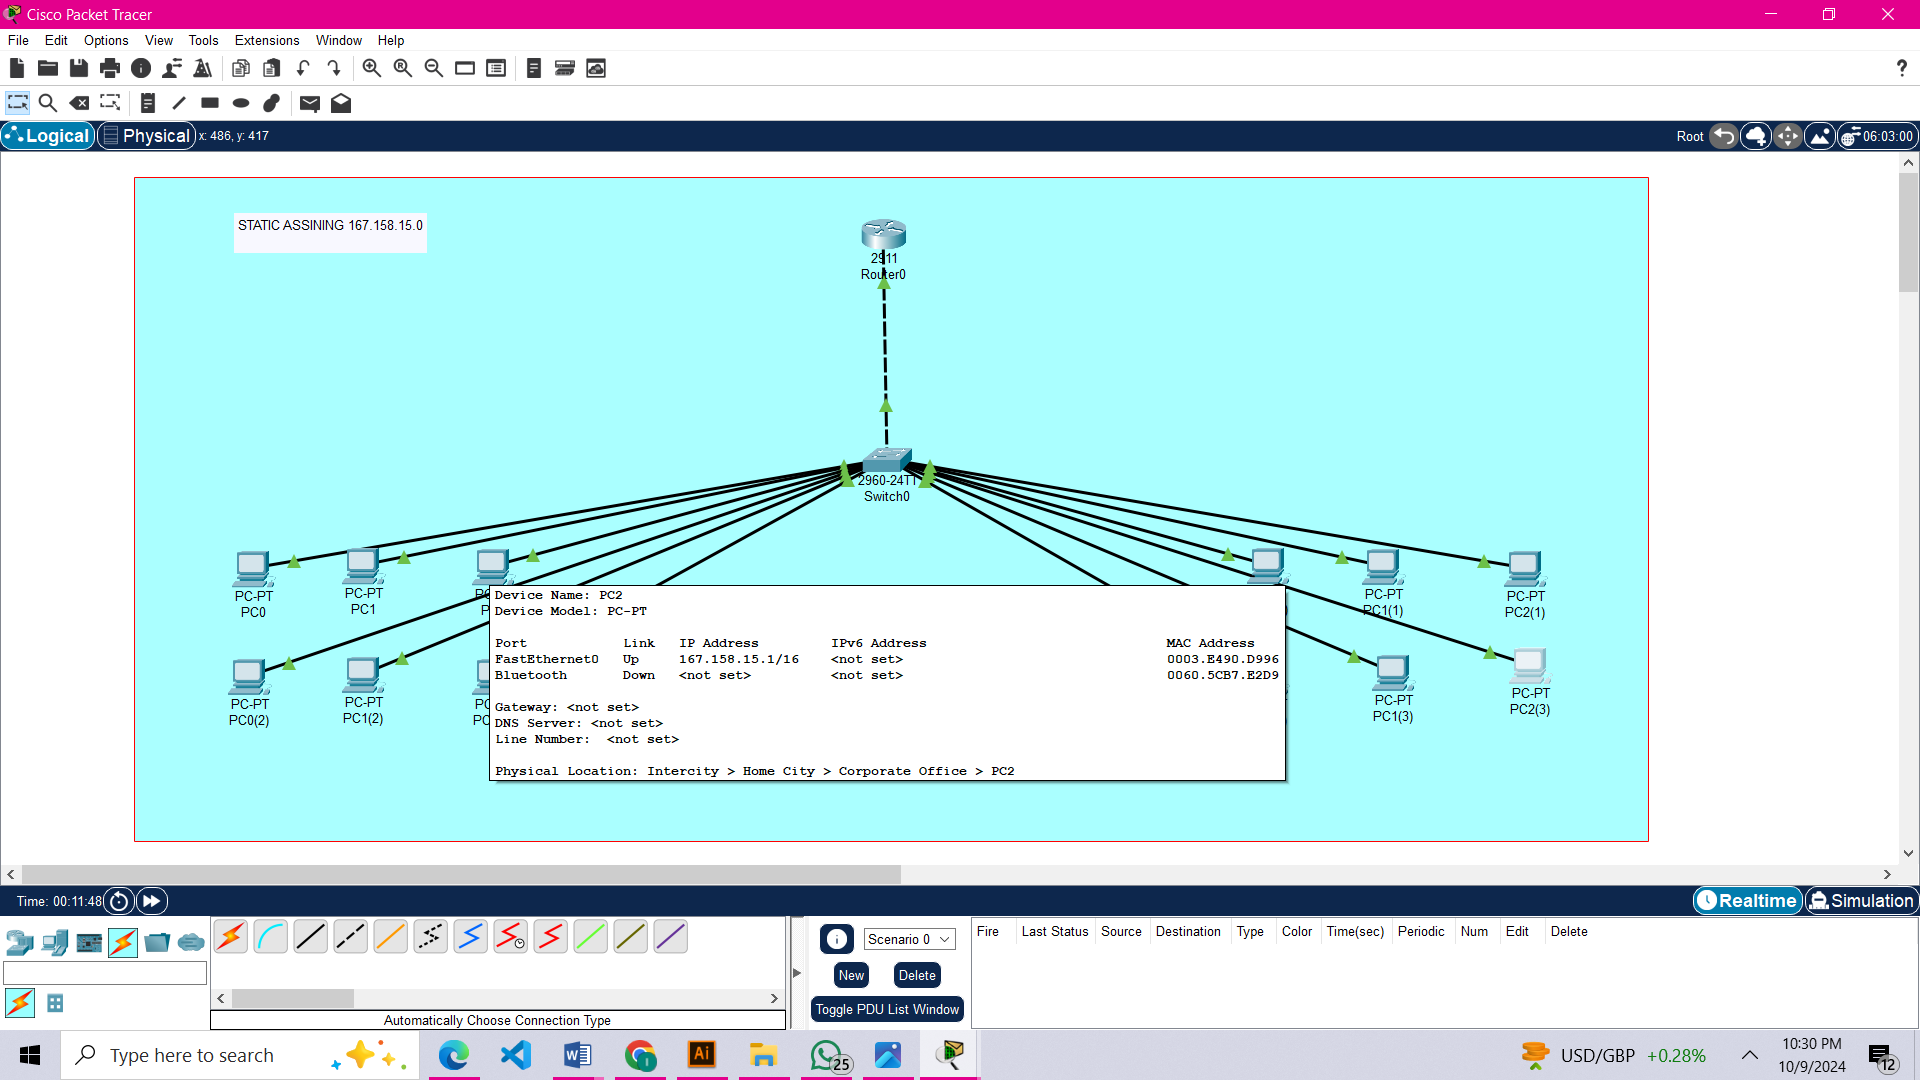 Cisco Packet Tracer
File Edit Options View Tools Extensions Window Help
?
Logical Physical x: 486, y: 417 Root 06:03:00
STATIC ASSINING 167.158.15.0
2911
Router0
2960-24TT
Switch0
PC-PT
PC0
PC-PT
PC1
PC-PT
PC1(1)
PC-PT
PC2(1)
Device Name: PC2
Device Model: PC-PT
Port Link IP Address IPv6 Address MAC Address
FastEthernet0 Up 167.158.15.1/16 <not set> 0003.E490.D996
Bluetooth Down <not set> <not set> 0060.5CB7.E2D9
Gateway: <not set>
DNS Server: <not set>
Line Number: <not set>
Physical Location: Intercity > Home City > Corporate Office > PC2
PC-PT
PC0(2)
PC-PT
PC1(2)
PC-PT
PC1(3)
PC-PT
PC2(3)
Time: 00:11:48 Realtime Simulation
Scenario 0
New Delete
Toggle PDU List Window
Fire Last Status Source Destination Type Color Time(sec) Periodic Num Edit Delete
Automatically Choose Connection Type
Type here to search
Ai
25
USD/GBP +0.28%
10:30 PM
10/9/2024
12